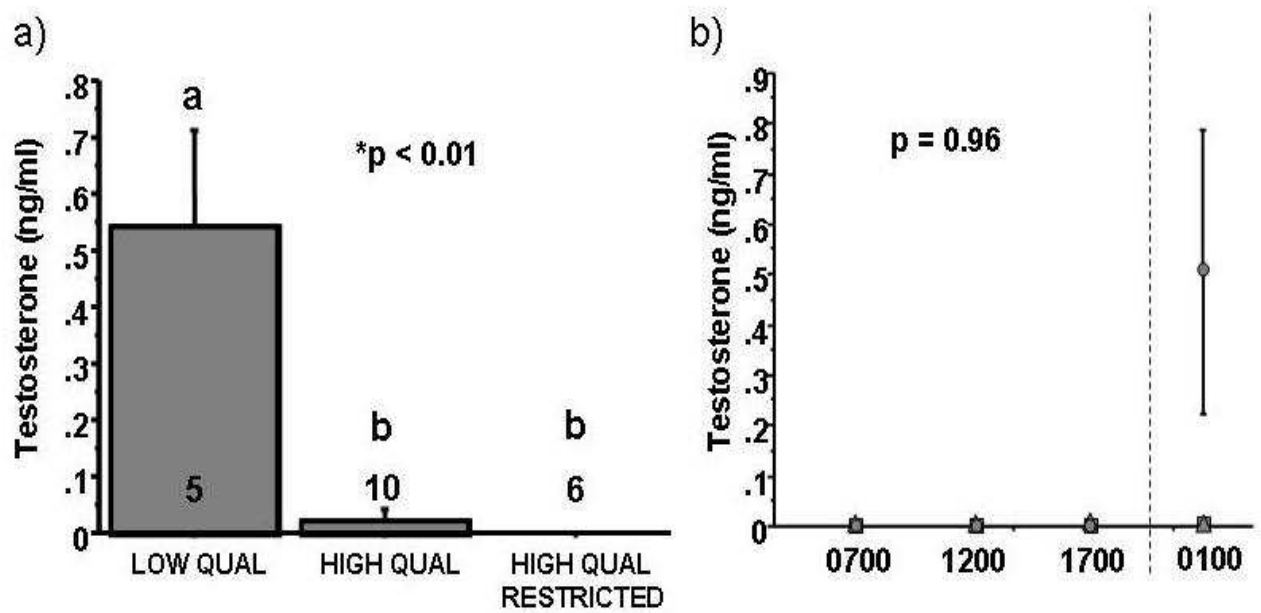 a)
Testosterone (ng/ml)
.8
.7
.6
.5
.4
.3
.2
.1
0
a
*p < 0.01
b
b
5
10
6
LOW QUAL
HIGH QUAL
HIGH QUAL
RESTRICTED
b)
Testosterone (ng/ml)
.9
.8
.7
.6
.5
.4
.3
.2
.1
0
p = 0.96
0700
1200
1700
0100